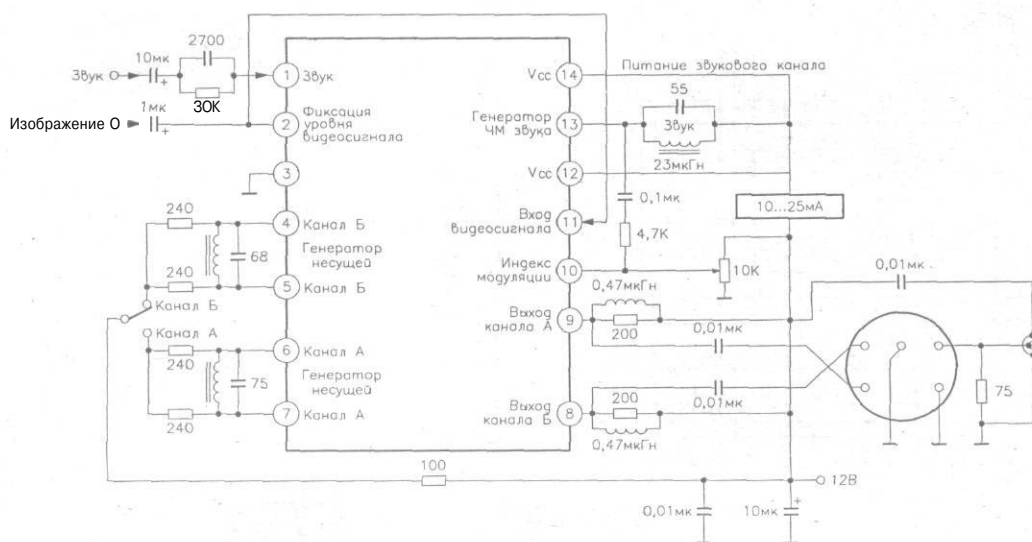 2700
10мк
Звук
+
30К
1мк
Изображение О
+
1 Звук
2 Фиксация
уровня
видеосигнала
3
240
4 Канал Б
Генератор
несущей
68
240
5 Канал Б
Канал Б
Канал А
6 Канал А
240
Генератор
несущей
75
7 Канал А
240
100
Vcc 14
Питание звукового канала
55
Генератор
ЧМ звука
13
Звук
23мкГн
Vcc 12
0,1мк
10...25мА
Вход
видеосигнала
11
4,7К
Индекс
модуляции
10
10К
0,01мк
0,47мкГн
Выход
канала А
9
200
0,01мк
Выход
канала Б
8
200
0,01мк
0,47мкГн
75
12В
0,01мк
10мк
+